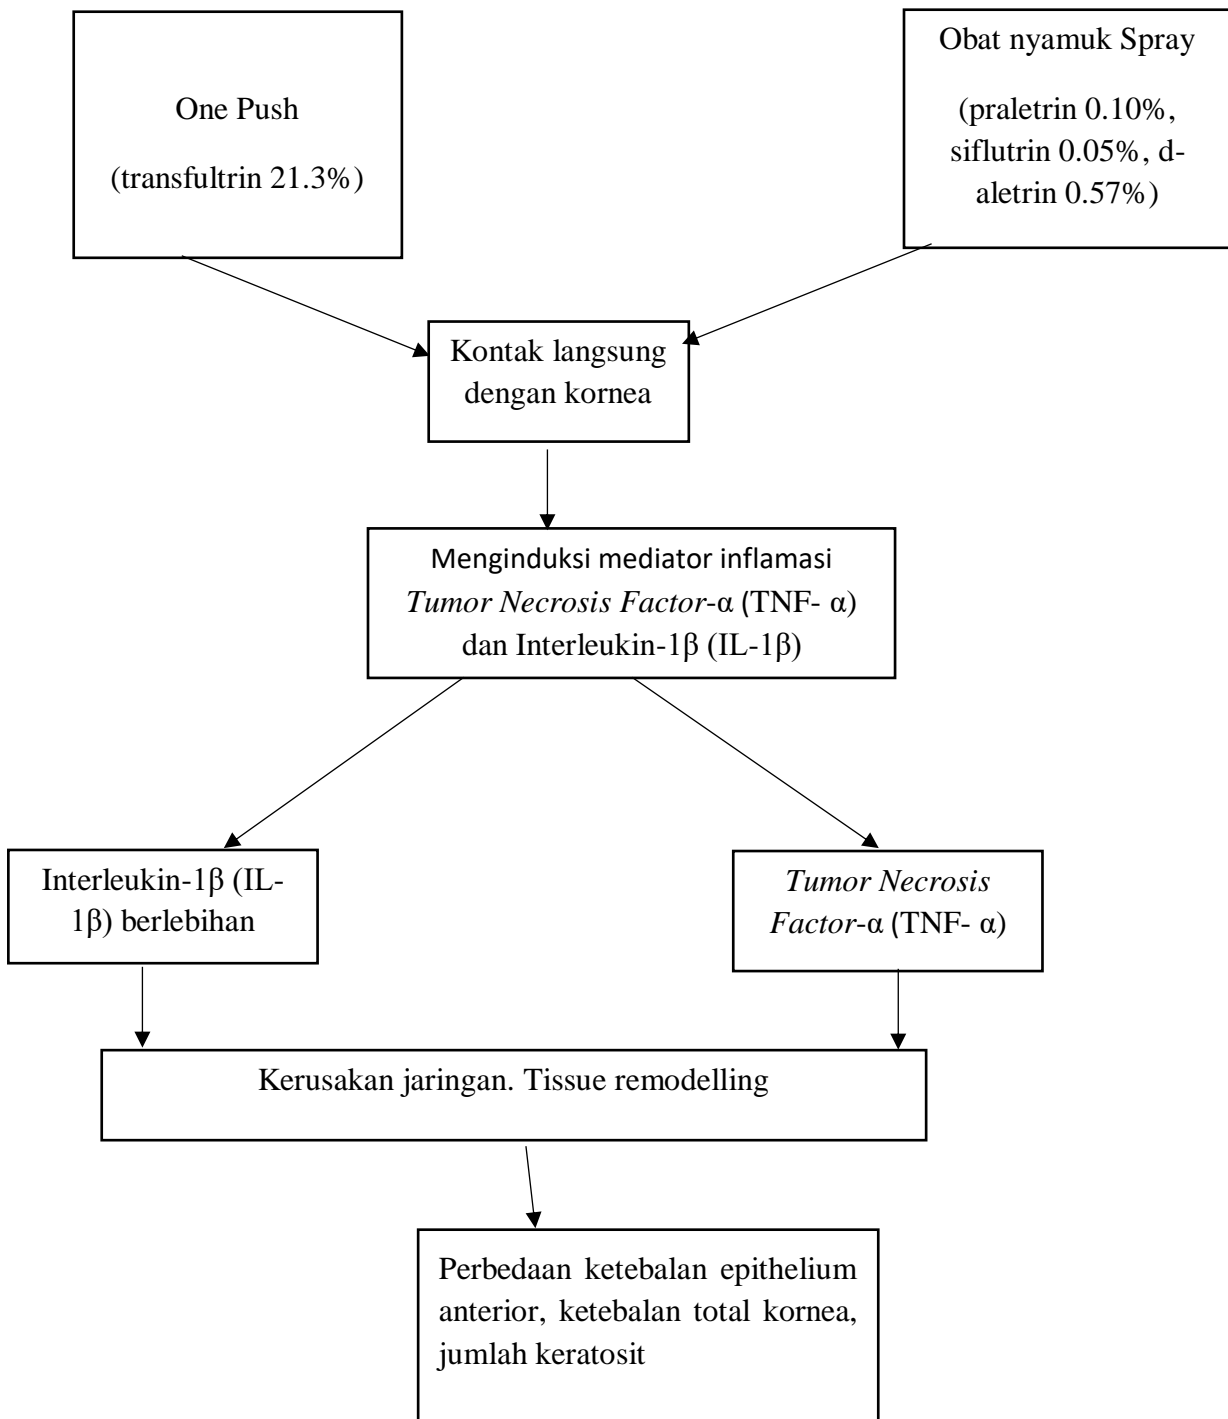 One Push
(transfultrin 21.3%)
Obat nyamuk Spray
(praletrin 0.10%,
siflutrin 0.05%, d-
aletrin 0.57%)
Kontak langsung
dengan kornea
Menginduksi mediator inflamasi
Tumor Necrosis Factor-α (TNF- α)
dan Interleukin-1β (IL-1β)
Interleukin-1β (IL-
1β) berlebihan
Tumor Necrosis
Factor-α (TNF- α)
Kerusakan jaringan. Tissue remodelling
Perbedaan ketebalan epithelium
anterior, ketebalan total kornea,
jumlah keratosit